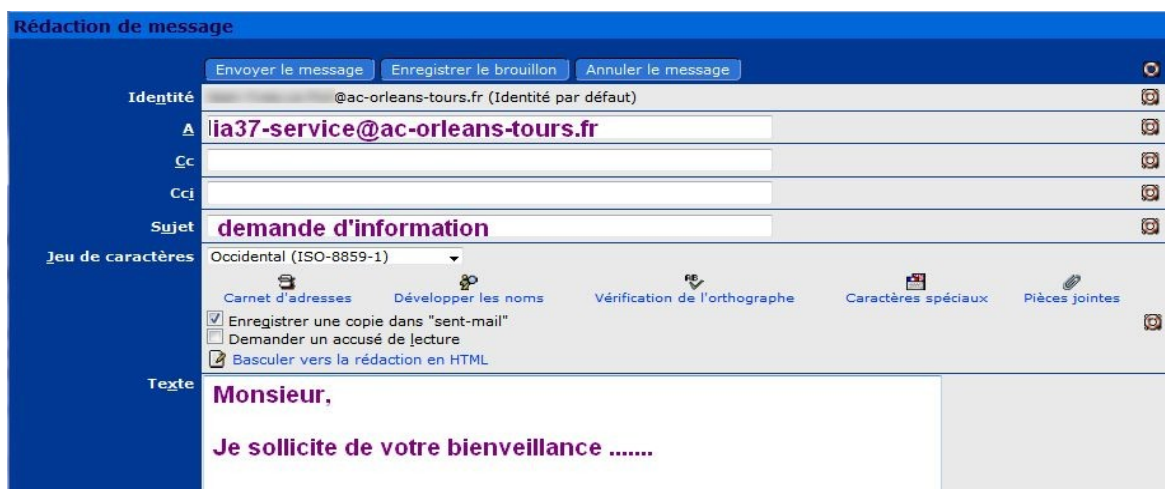 Rédaction de message
Envoyer le message Enregistrer le brouillon Annuler le message
Identité @ac-orleans-tours.fr (Identité par défaut)
A lia37-service@ac-orleans-tours.fr
Cc
Cci
Sujet demande d'information
Jeu de caractères Occidental (ISO-8859-1)
Carnet d'adresses Développer les noms Vérification de l'orthographe Caractères spéciaux Pièces jointes
Enregistrer une copie dans "sent-mail"
Demander un accusé de lecture
Basculer vers la rédaction en HTML
Texte Monsieur,
Je sollicite de votre bienveillance .......